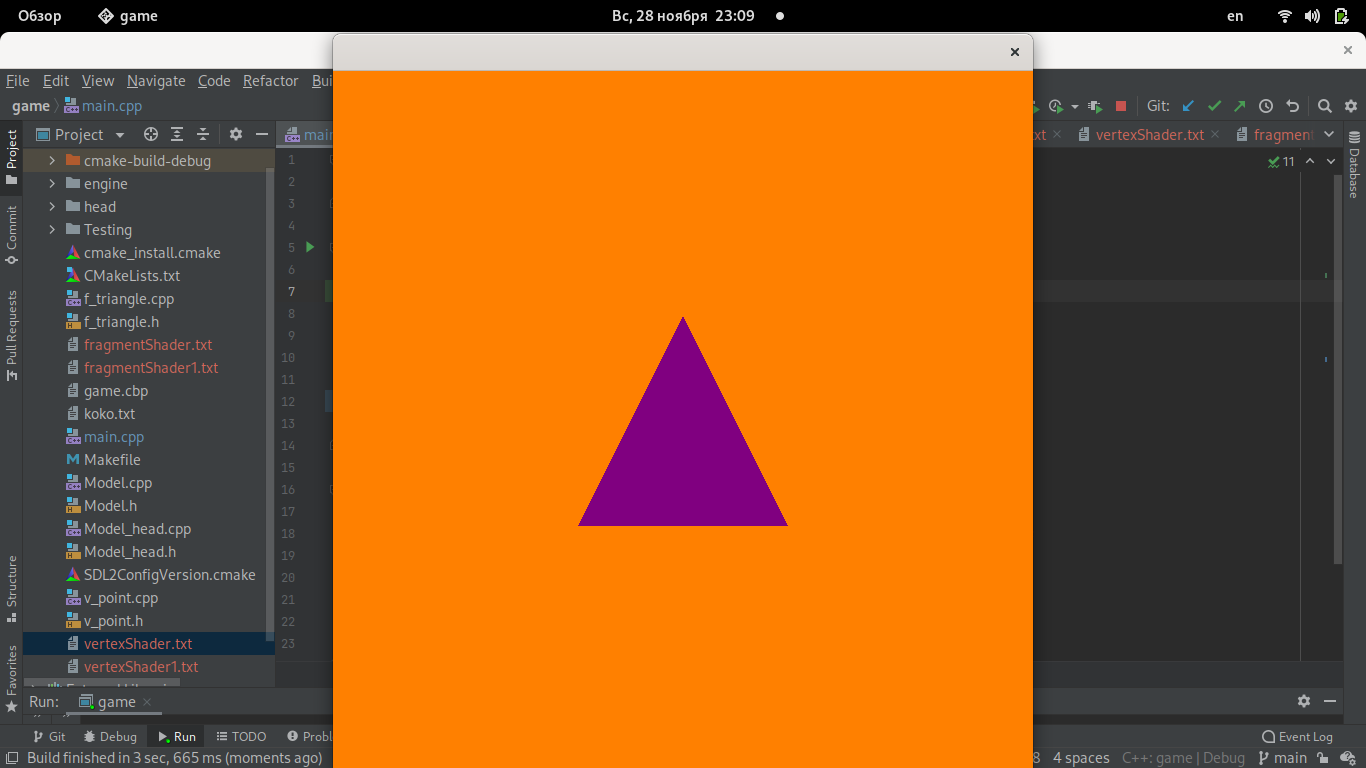 Обзор game Вс, 28 ноября 23:09 en
File Edit View Navigate Code Refactor Bui
game main.cpp Git:
Project main xt vertexShader.txt fragment
Project
Commit
Pull Requests
Structure
Favorites
cmake-build-debug
engine
head
Testing
cmake_install.cmake
CMakeLists.txt
f_triangle.cpp
f_triangle.h
fragmentShader.txt
fragmentShader1.txt
game.cbp
koko.txt
main.cpp
Makefile
Model.cpp
Model.h
Model_head.cpp
Model_head.h
SDL2ConfigVersion.cmake
v_point.cpp
v_point.h
vertexShader.txt
vertexShader1.txt
1
2
3
4
5
6
7
8
9
10
11
12
13
14
15
16
17
18
19
20
21
22
23
11
Database
Run: game
Git Debug Run TODO Proble Event Log
Build finished in 3 sec, 665 ms (moments ago) 8 4 spaces C++: game | Debug main